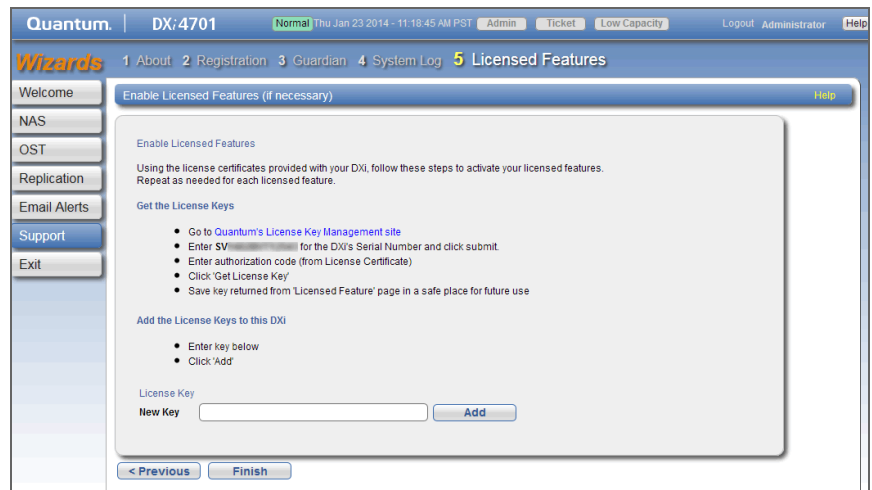 Quantum. DXi4701 Normal Thu Jan 23 2014 - 11:18:45 AM PST Admin Ticket Low Capacity Logout Administrator Help
Wizards 1 About 2 Registration 3 Guardian 4 System Log 5 Licensed Features
Welcome
NAS
OST
Replication
Email Alerts
Support
Exit
Enable Licensed Features (if necessary) Help
Enable Licensed Features
Using the license certificates provided with your DXi, follow these steps to activate your licensed features.
Repeat as needed for each licensed feature.
Get the License Keys
Go to Quantum's License Key Management site
Enter SV for the DXi's Serial Number and click submit.
Enter authorization code (from License Certificate)
Click 'Get License Key'
Save key returned from 'Licensed Feature' page in a safe place for future use
Add the License Keys to this DXi
Enter key below
Click 'Add'
License Key
New Key Add
< Previous Finish